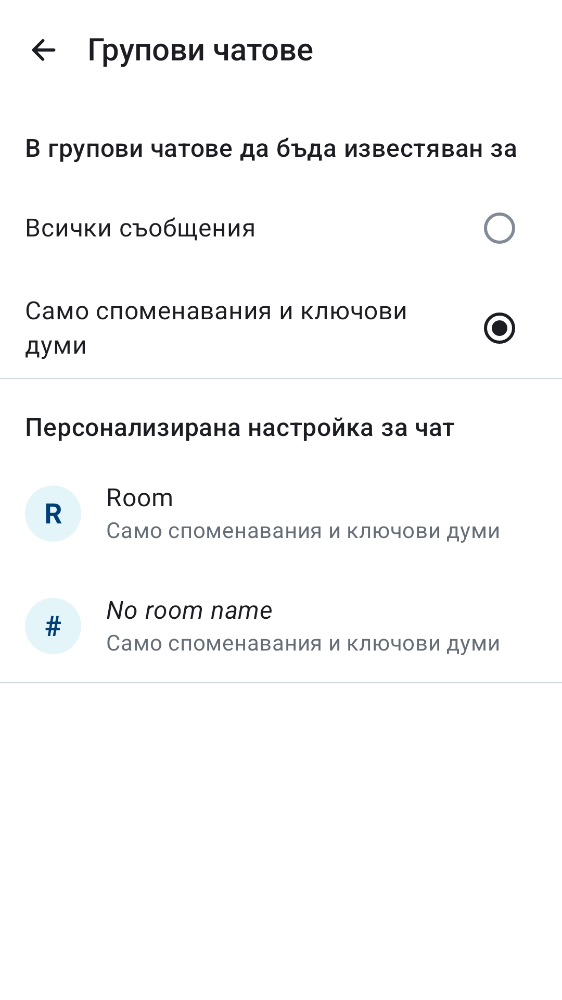 Групови чатове
В групови чатове да бъда известяван за
Всички съобщения
Само споменавания и ключови
думи
Персонализирана настройка за чат
R
Room
Само споменавания и ключови думи
#
No room name
Само споменавания и ключови думи